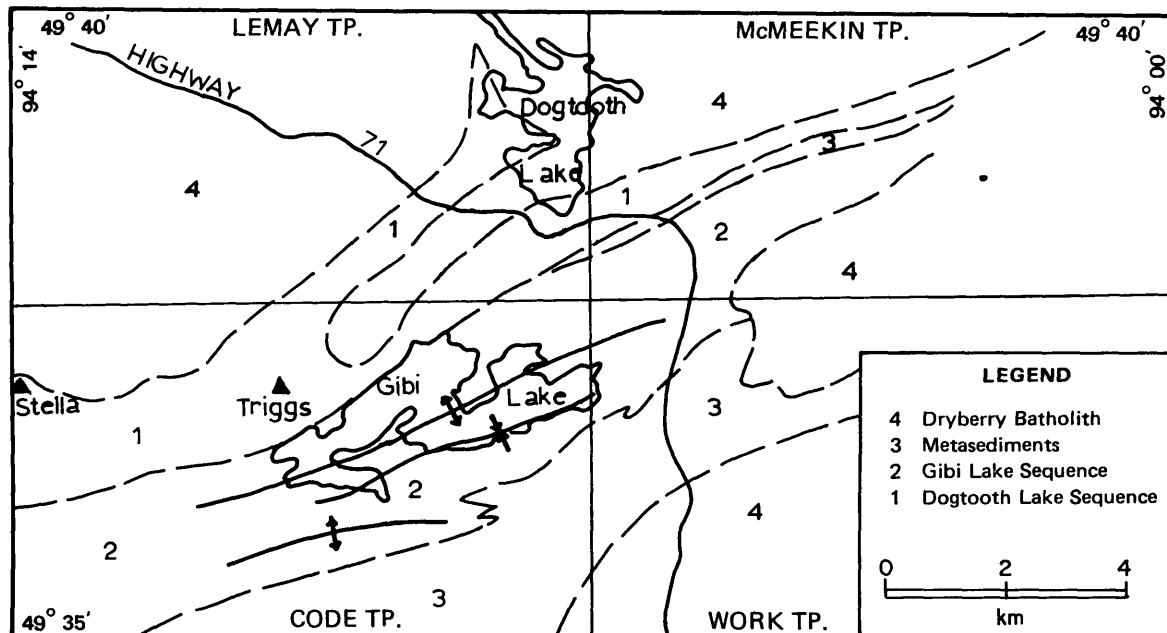 49° 40'
LEMAY TP.
McMEEKIN TP.
49° 40'
94° 14'
94° 00'
HIGHWAY
71
Dogtooth
Lake
4
3
4
1
1
2
4
Stella
Triggs
Gibi
Lake
1
2
3
2
3
4
49° 35'
CODE TP.
WORK TP.
LEGEND
4 Dryberry Batholith
3 Metasediments
2 Gibi Lake Sequence
1 Dogtooth Lake Sequence
0 2 4
km